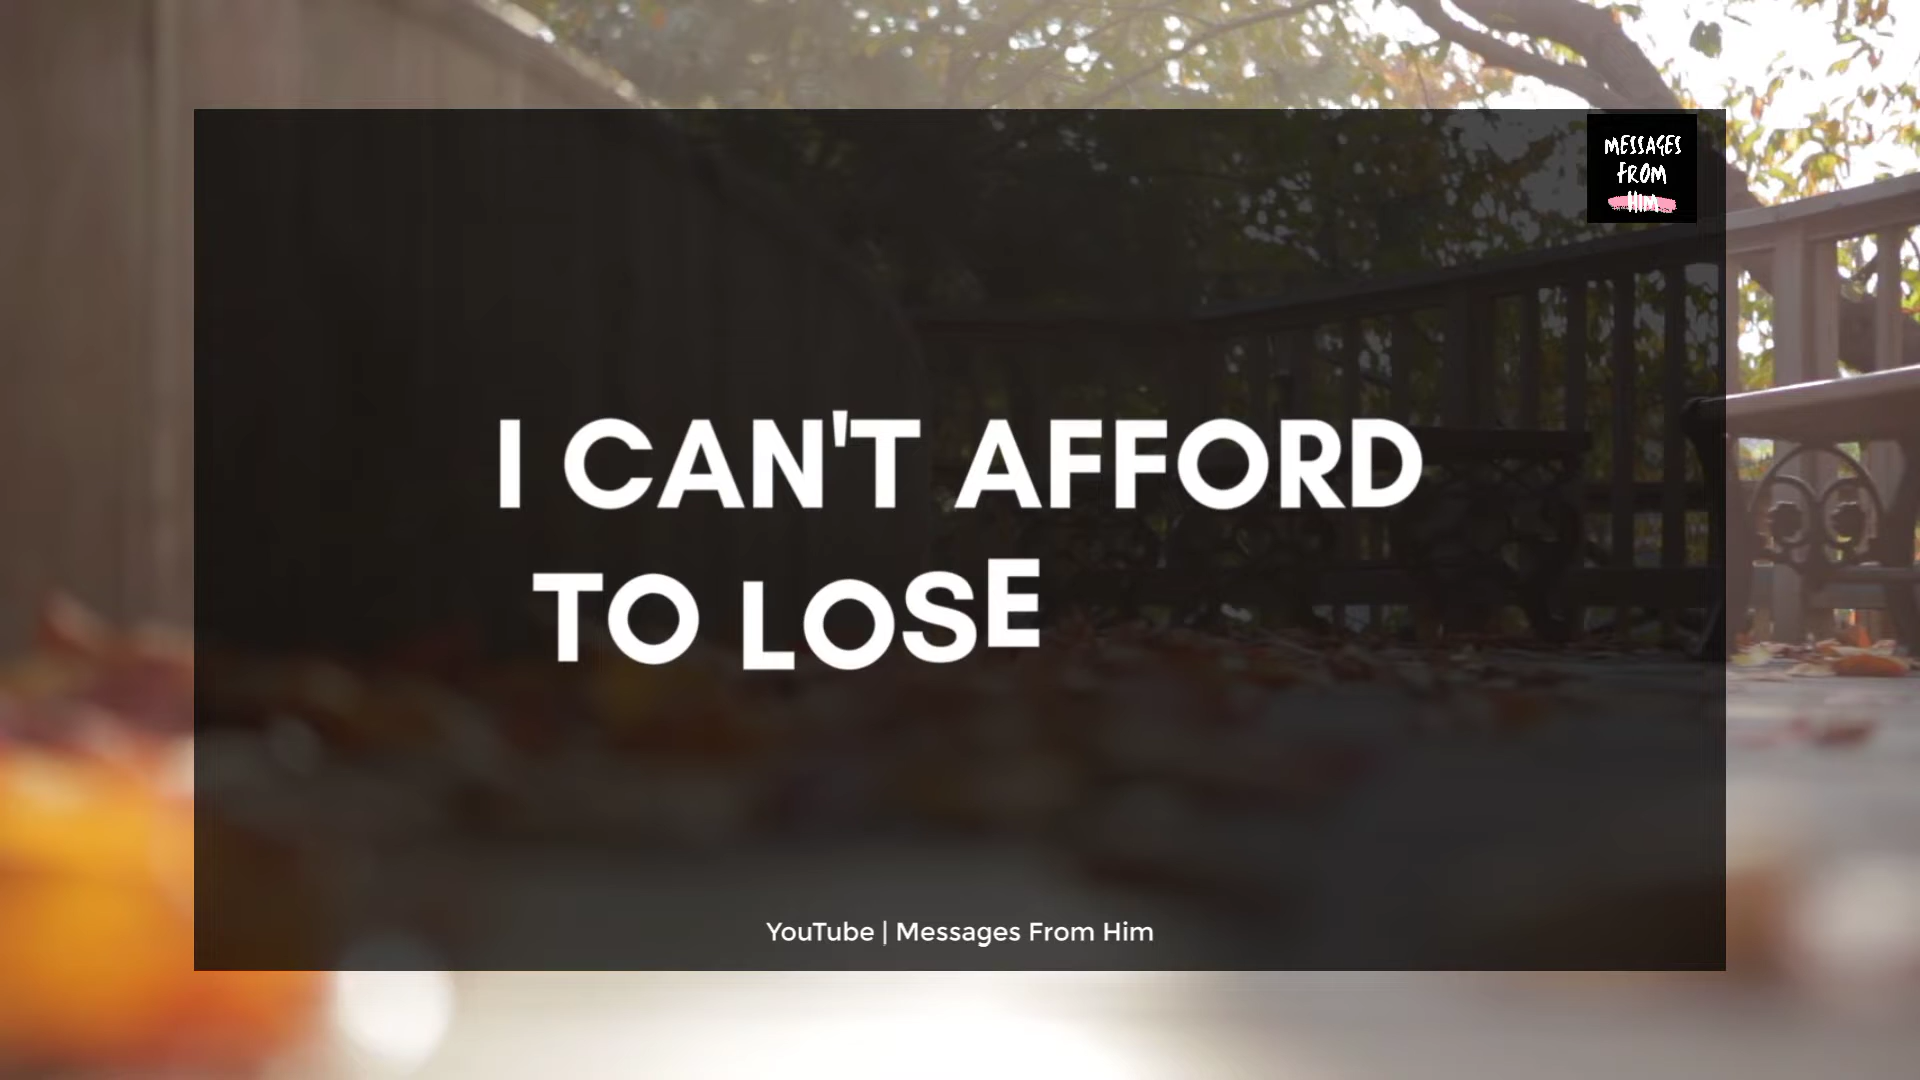 MESSAGES
FROM
HIM
I CAN'T AFFORD
TO LOSE
YouTube | Messages From Him